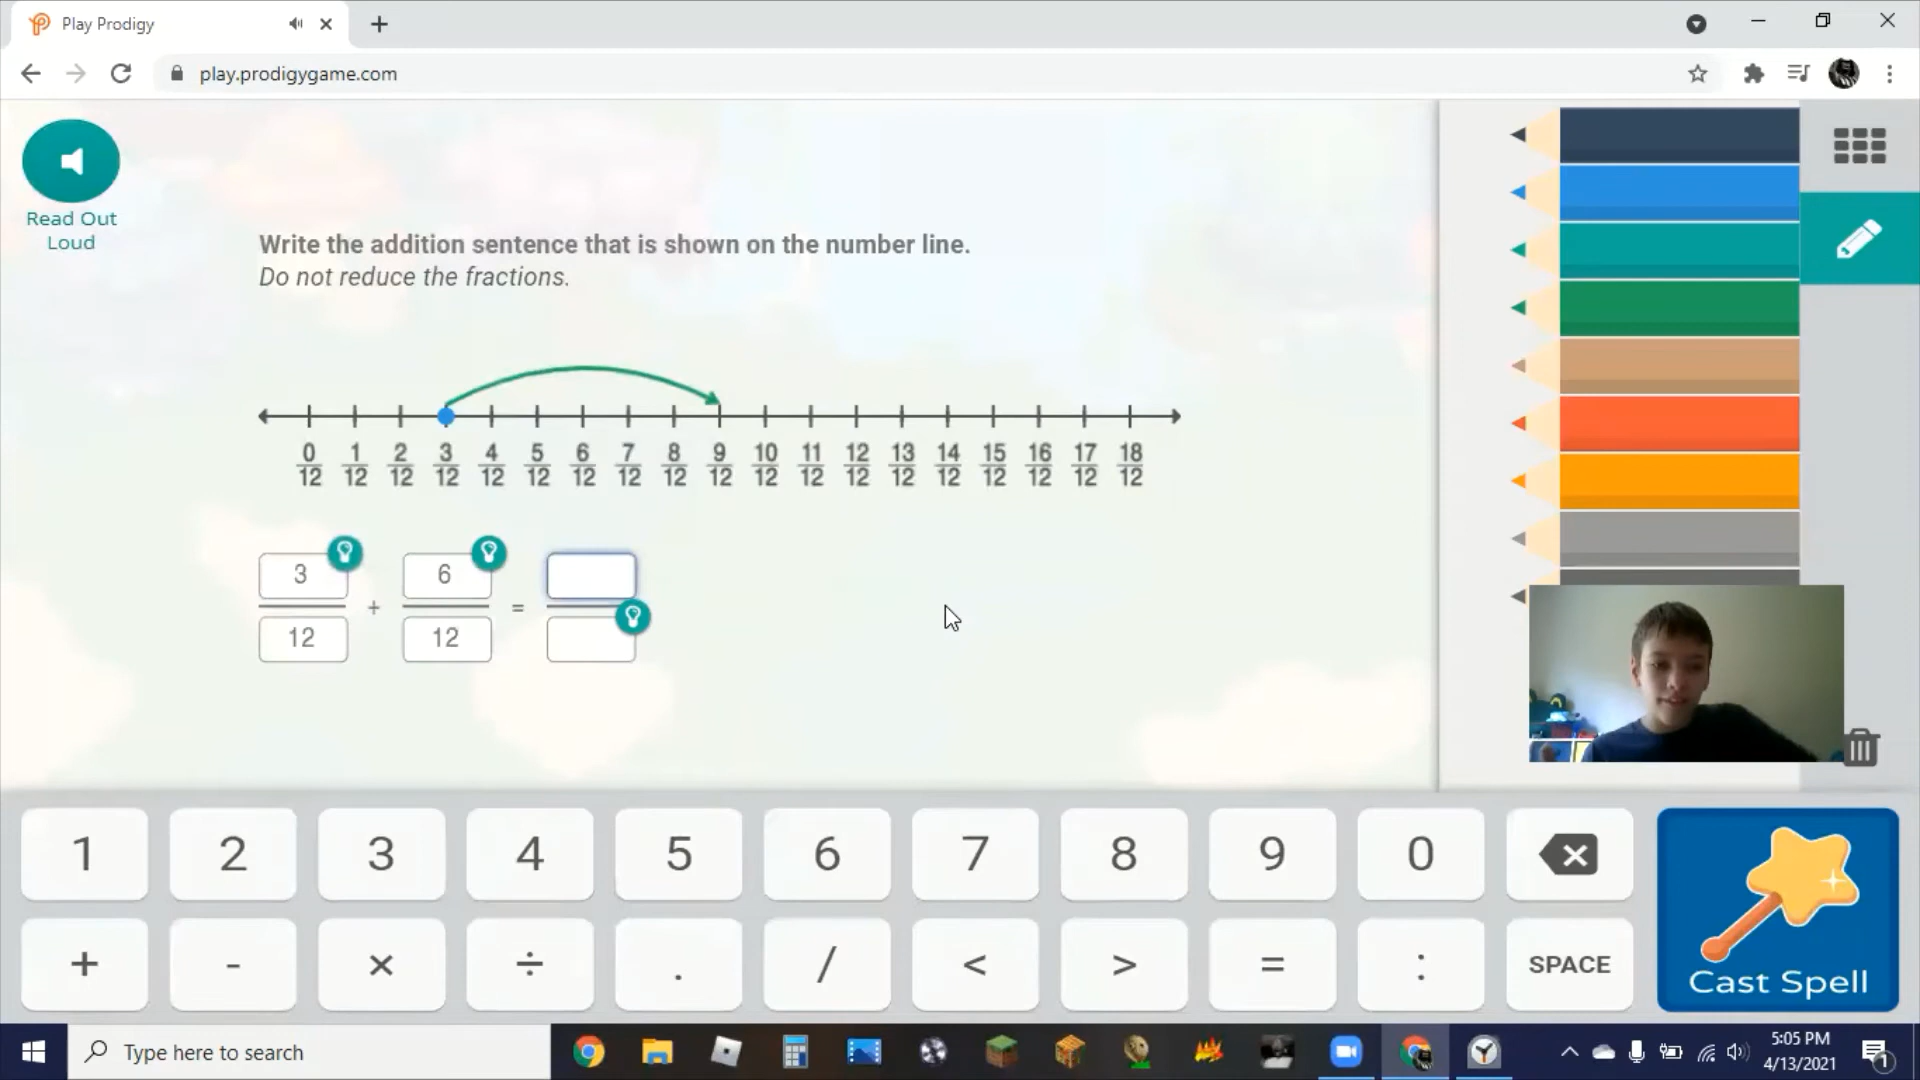 Play Prodigy
play.prodigygame.com
Read Out
Loud
Write the addition sentence that is shown on the number line.
Do not reduce the fractions.
0 1 2 3 4 5 6 7 8 9 10 11 12 13 14 15 16 17 18
12 12 12 12 12 12 12 12 12 12 12 12 12 12 12 12 12 12 12
3 6
+ =
12 12
1 2 3 4 5 6 7 8 9 0
+ - × ÷ . / < > = : SPACE
Cast Spell
Type here to search
5:05 PM
4/13/2021
1